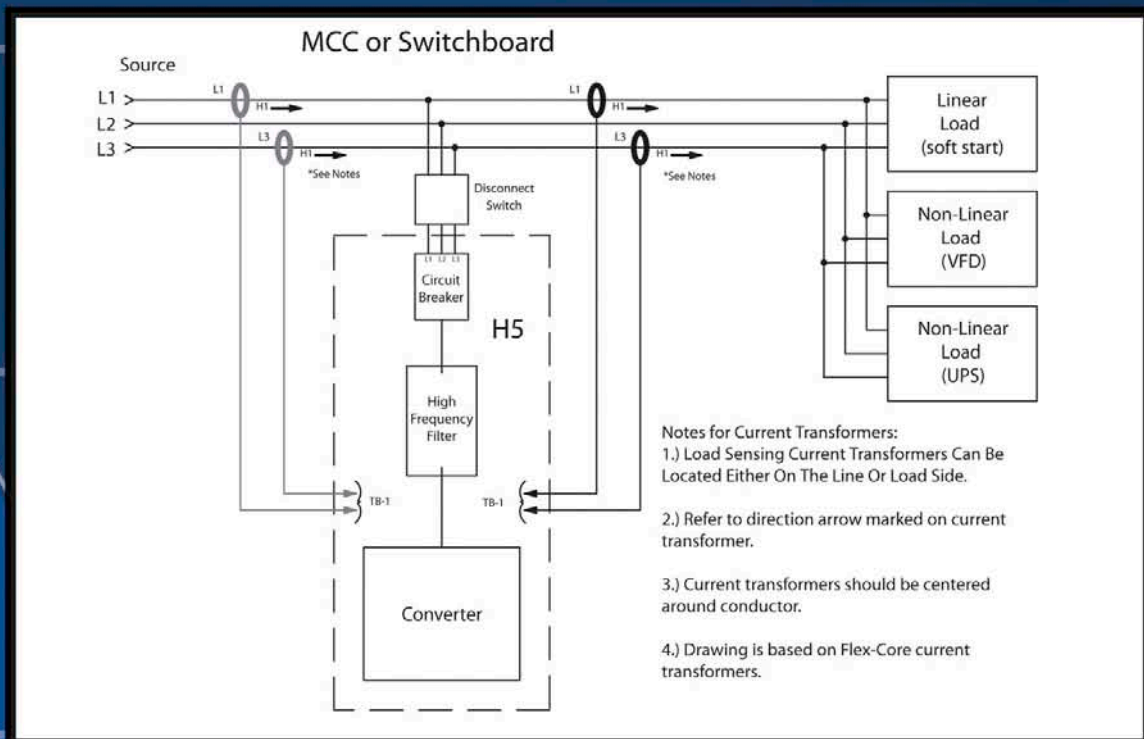 MCC or Switchboard
Source
L1
L2
L3
L1
H1
L3
H1
*See Notes
L1
H1
L3
H1
*See Notes
Disconnect
Switch
L1 L2 L3
Circuit
Breaker
H5
High
Frequency
Filter
TB-1
TB-1
Converter
Linear
Load
(soft start)
Non-Linear
Load
(VFD)
Non-Linear
Load
(UPS)
Notes for Current Transformers:
1.) Load Sensing Current Transformers Can Be
Located Either On The Line Or Load Side.
2.) Refer to direction arrow marked on current
transformer.
3.) Current transformers should be centered
around conductor.
4.) Drawing is based on Flex-Core current
transformers.